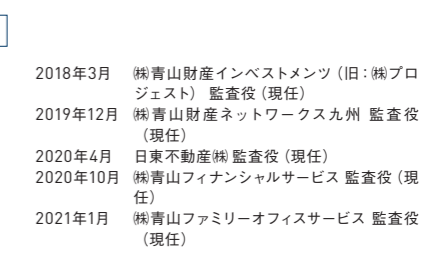 2018年3月 ㈱青山財産インベストメンツ（旧：㈱プロ
ジェスト） 監査役（現任）
2019年12月 ㈱青山財産ネットワークス九州 監査役
（現任）
2020年4月 日東不動産㈱ 監査役（現任）
2020年10月 ㈱青山フィナンシャルサービス 監査役（現
任）
2021年1月 ㈱青山ファミリーオフィスサービス 監査役
（現任）